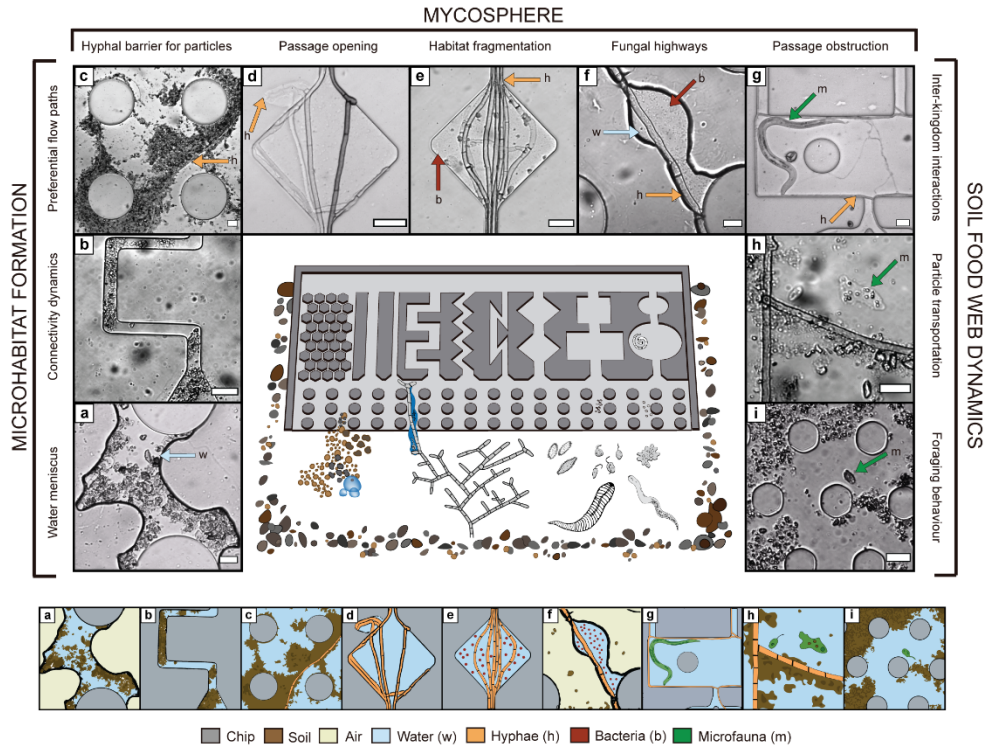 MYCOSPHERE
Hyphal barrier for particles
Passage opening
Habitat fragmentation
Fungal highways
Passage obstruction
MICROHABITAT FORMATION
Preferential flow paths
Connectivity dynamics
Water meniscus
SOIL FOOD WEB DYNAMICS
Inter-kingdom interactions
Particle transportation
Foraging behaviour
c
h
d
h
e
h
b
f
b
w
h
g
m
h
b
h
m
a
w
i
m
a
b
c
d
e
f
g
h
i
Chip
Soil
Air
Water (w)
Hyphae (h)
Bacteria (b)
Microfauna (m)